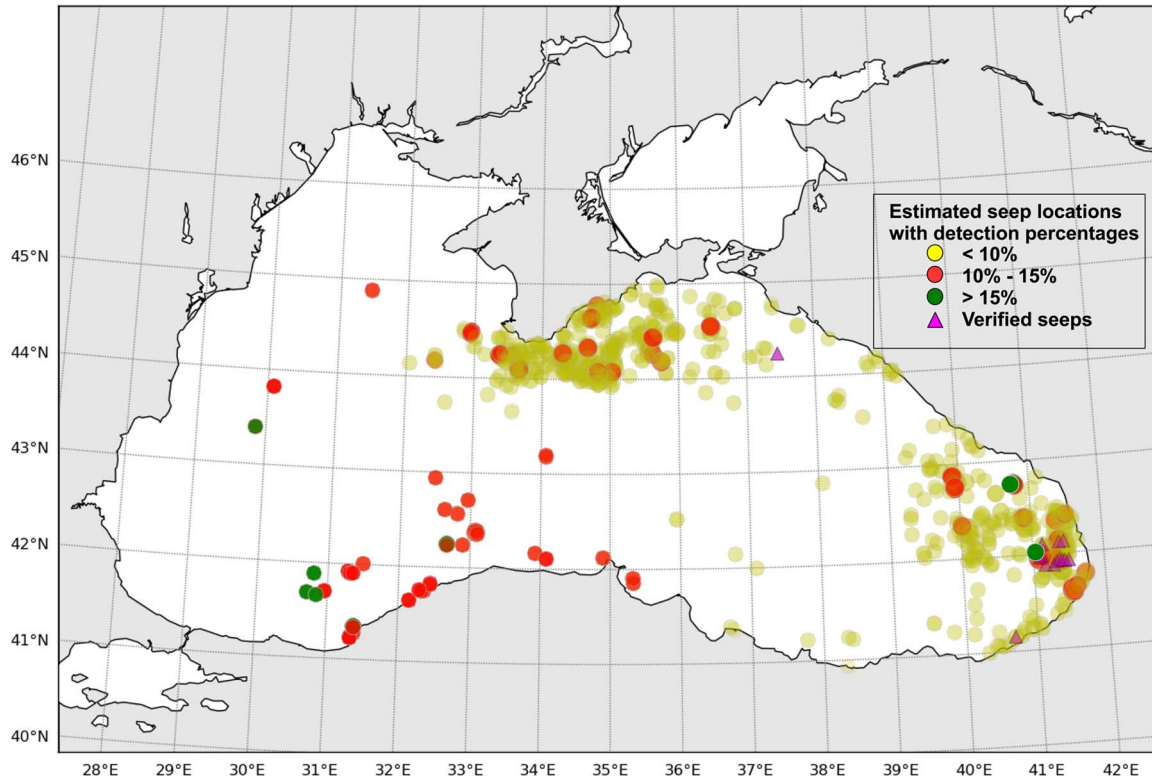 46°N
45°N
44°N
43°N
42°N
41°N
40°N
Estimated seep locations
with detection percentages
< 10%
10% - 15%
> 15%
Verified seeps
28°E 29°E 30°E 31°E 32°E 33°E 34°E 35°E 36°E 37°E 38°E 39°E 40°E 41°E 42°E